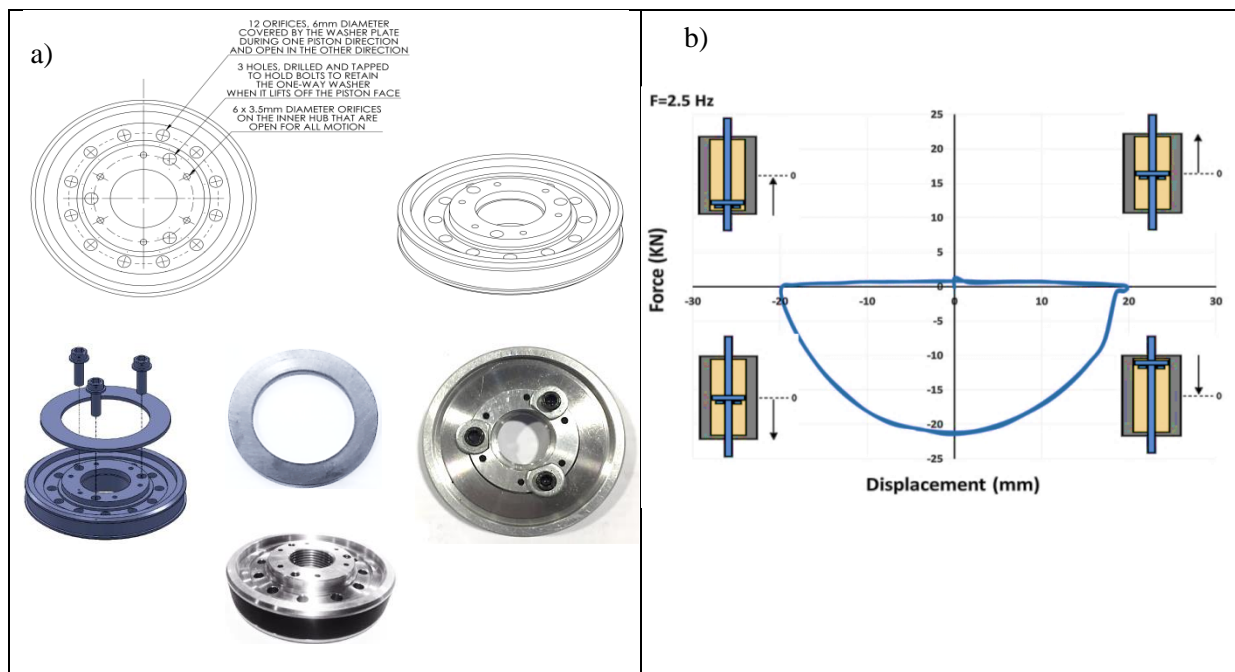 a)
12 ORIFICES, 6mm DIAMETER
COVERED BY THE WASHER PLATE
DURING ONE PISTON DIRECTION
AND OPEN IN THE OTHER DIRECTION
3 HOLES, DRILLED AND TAPPED
TO HOLD BOLTS TO RETAIN
THE ONE-WAY WASHER
WHEN IT LIFTS OFF THE PISTON FACE
6 x 3.5mm DIAMETER ORIFICES
ON THE INNER HUB THAT ARE
OPEN FOR ALL MOTION
b)
F=2.5 Hz
25
20
15
10
5
0
-5
-10
-15
-20
-25
-30
-20
-10
0
10
20
30
0
0
0
0
Force (KN)
Displacement (mm)